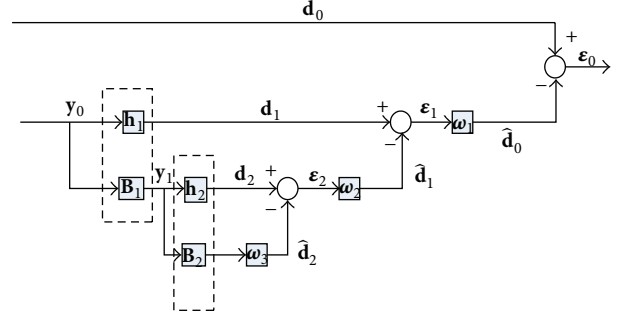 d₀
+
ε₀
−
y₀
h₁
d₁
+
ε₁
ω₁
−
d̂₀
B₁
y₁
h₂
d₂
+
ε₂
ω₂
d̂₁
−
B₂
ω₃
d̂₂